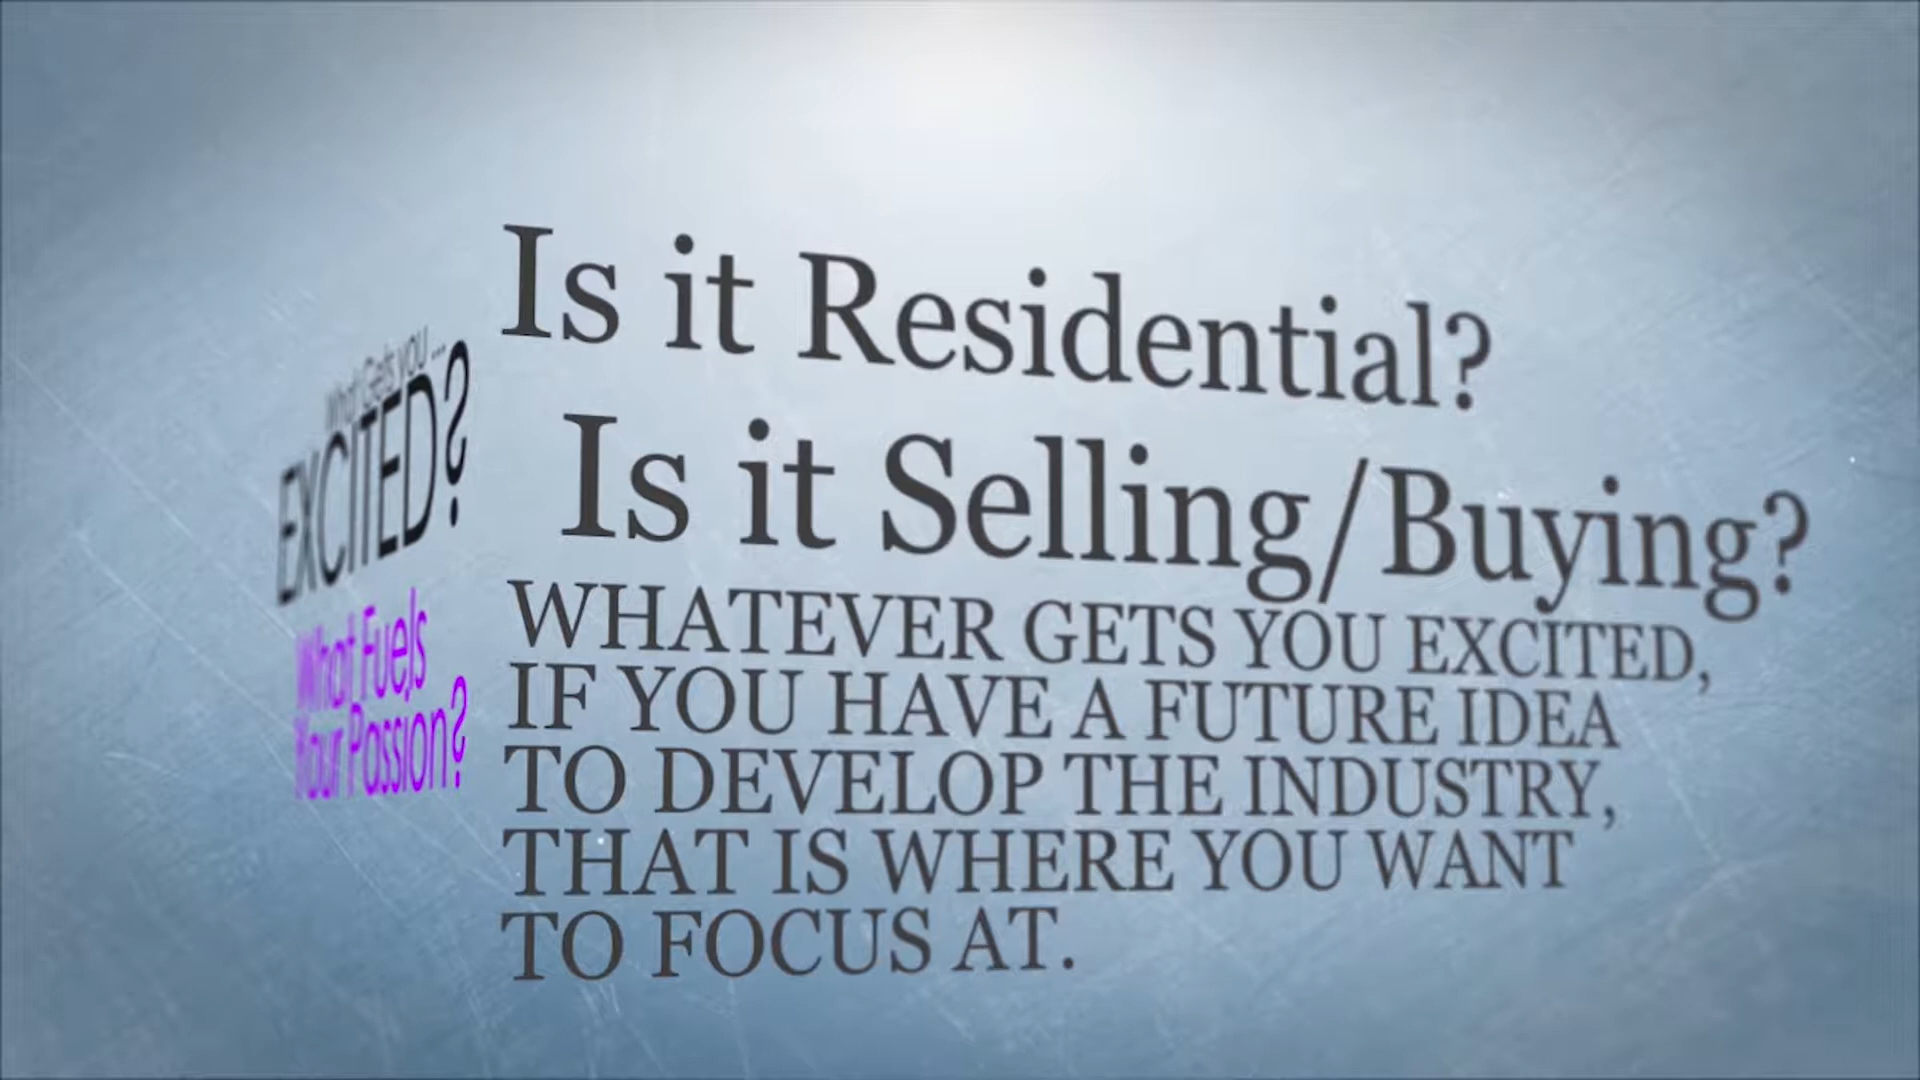 What Gets you ...
EXCITED?
What Fuels
Your Passion?
Is it Residential?
Is it Selling/Buying?
WHATEVER GETS YOU EXCITED,
IF YOU HAVE A FUTURE IDEA
TO DEVELOP THE INDUSTRY,
THAT IS WHERE YOU WANT
TO FOCUS AT.